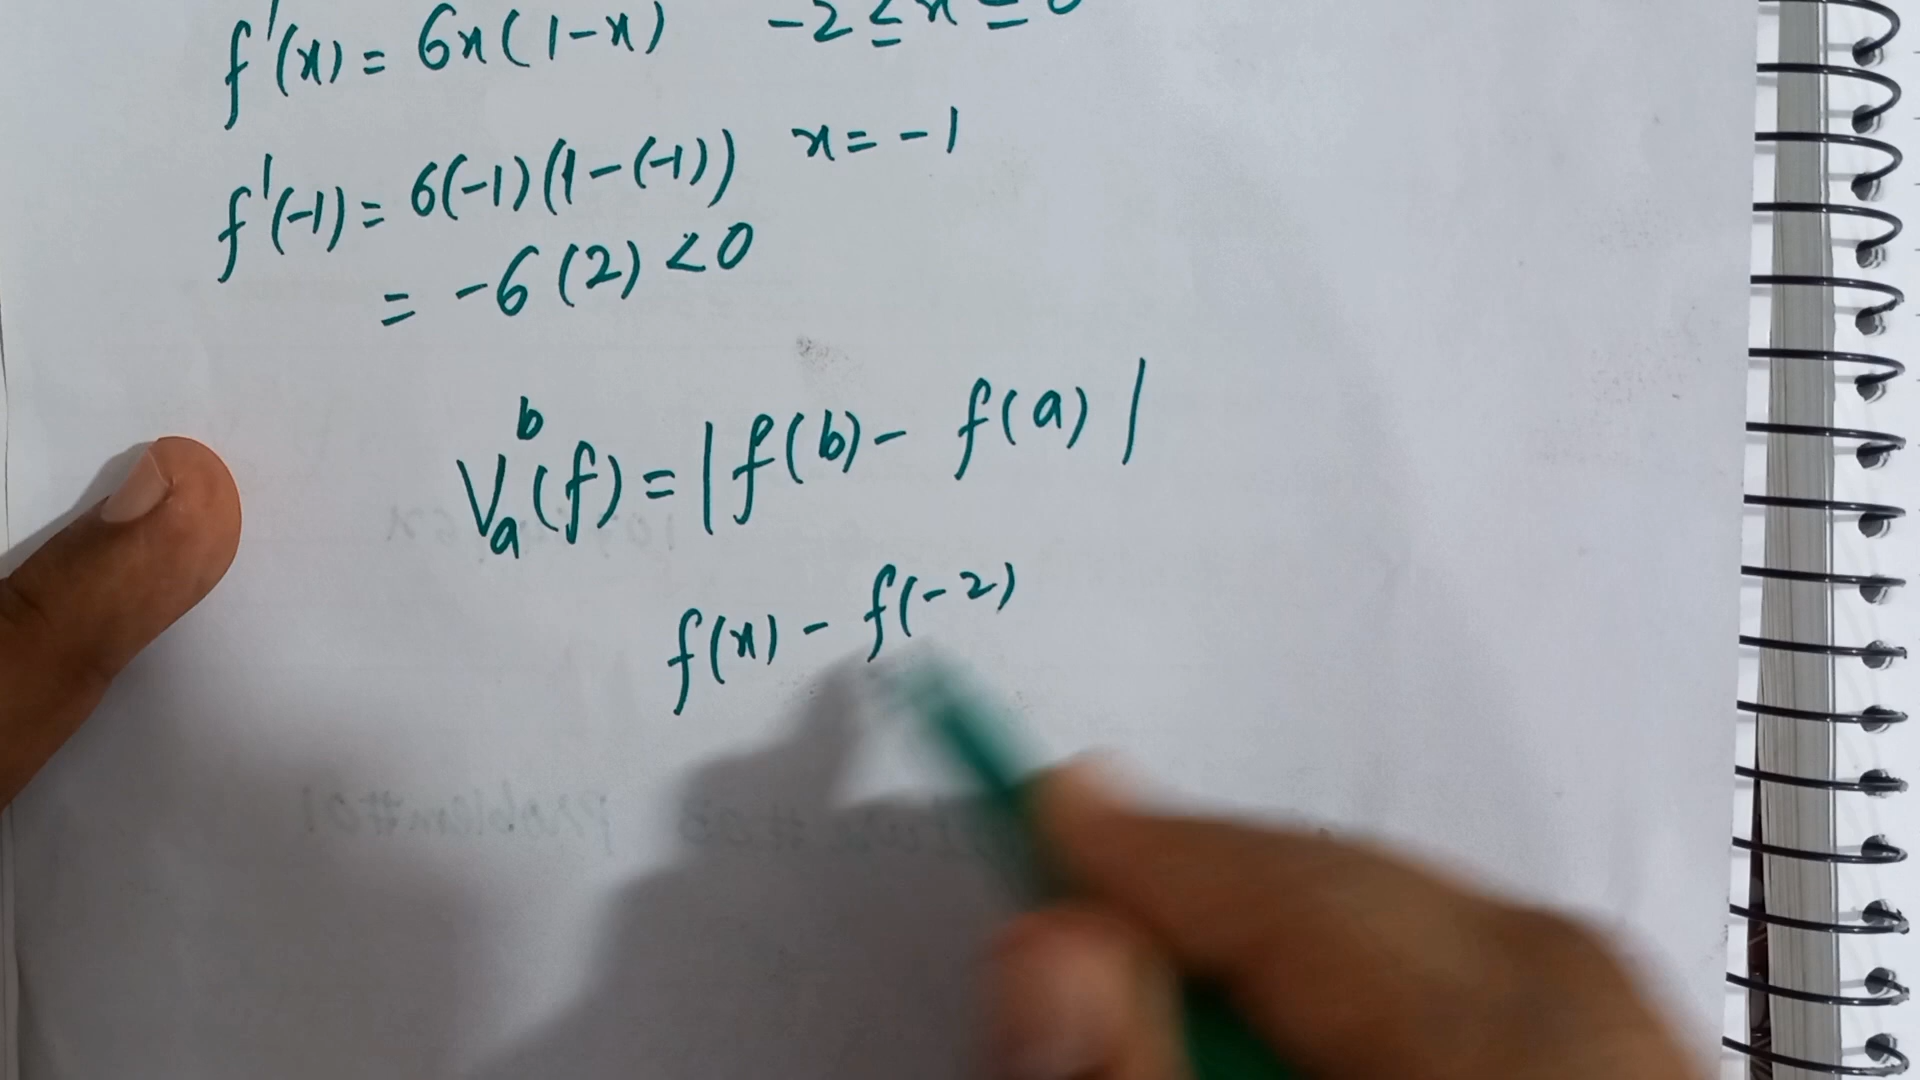 f'(x) = 6x(1-x) -2 ≤ x ≤ 0
f'(-1) = 6(-1)(1-(-1)) x = -1
= -6(2) < 0
V_a^b(f) = |f(b) - f(a)|
f(x) - f(-2)